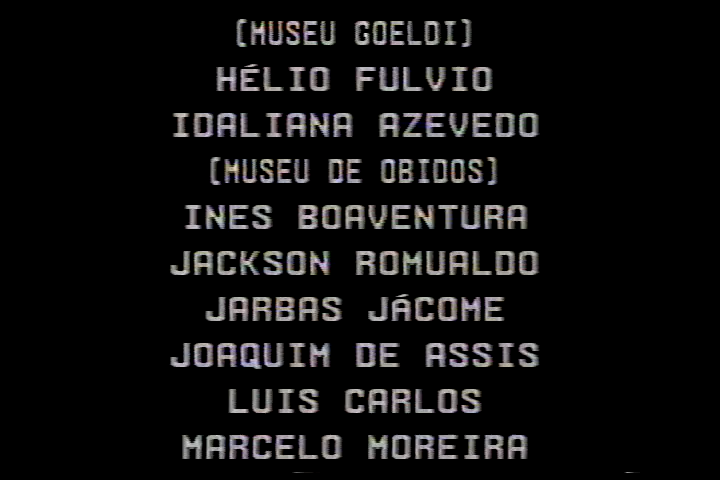 [MUSEU GOELDI]
HÉLIO FULVIO
IDALIANA AZEVEDO
[MUSEU DE OBIDOS]
INES BOAVENTURA
JACKSON ROMUALDO
JARBAS JÁCOME
JOAQUIM DE ASSIS
LUIS CARLOS
MARCELO MOREIRA